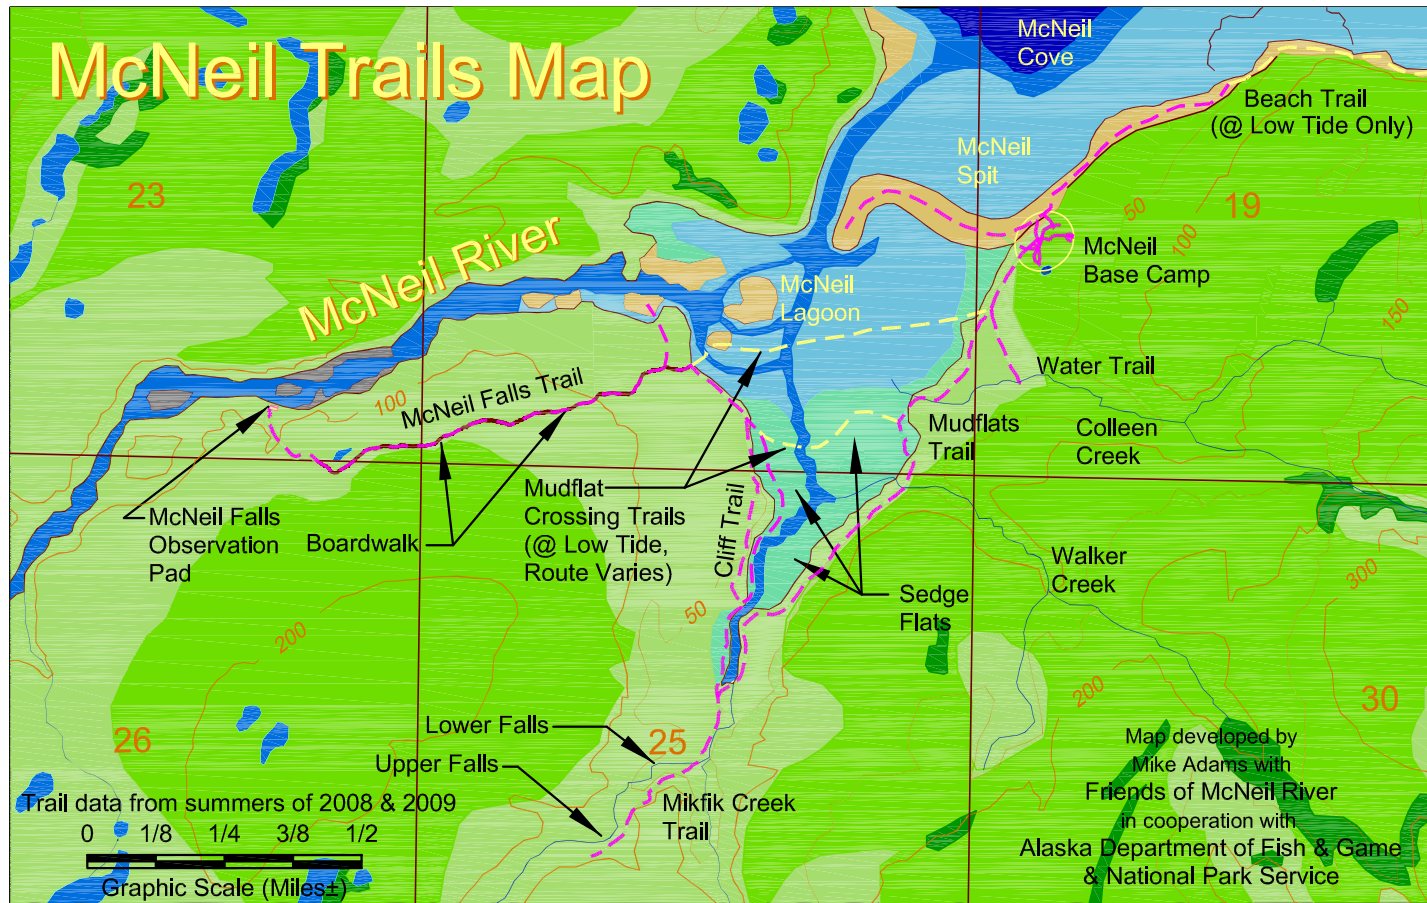 McNeil Trails Map
McNeil
Cove
Beach Trail
(@ Low Tide Only)
McNeil
Spit
23
19
50
100
McNeil River
McNeil
Base Camp
McNeil
Lagoon
150
Water Trail
McNeil Falls Trail
100
Mudflats
Trail
Colleen
Creek
McNeil Falls
Observation
Pad
Boardwalk
Mudflat
Crossing Trails
(@ Low Tide,
Route Varies)
Cliff Trail
Walker
Creek
300
Sedge
Flats
50
200
200
30
26
25
Lower Falls
Upper Falls
Mikfik Creek
Trail
Map developed by
Mike Adams with
Friends of McNeil River
in cooperation with
Alaska Department of Fish & Game
& National Park Service
Trail data from summers of 2008 & 2009
0 1/8 1/4 3/8 1/2
Graphic Scale (Miles±)